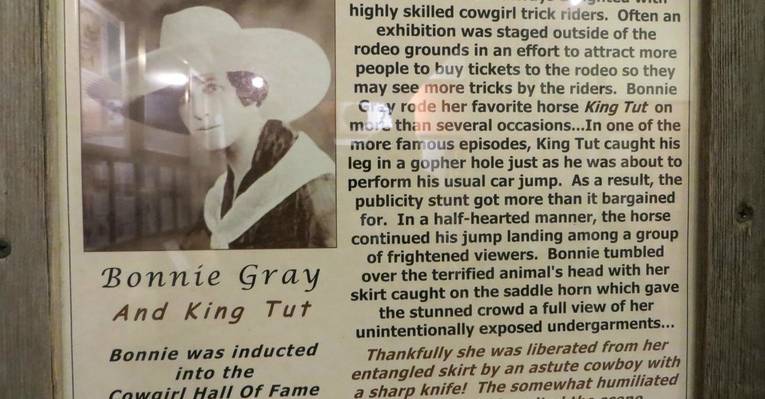 highly skilled cowgirl trick riders. Often an
exhibition was staged outside of the
rodeo grounds in an effort to attract more
people to buy tickets to the rodeo so they
may see more tricks by the riders. Bonnie
Gray rode her favorite horse King Tut on
more than several occasions...In one of the
more famous episodes, King Tut caught his
leg in a gopher hole just as he was about to
perform his usual car jump. As a result, the
publicity stunt got more than it bargained
for. In a half-hearted manner, the horse
continued his jump landing among a group
of frightened viewers. Bonnie tumbled
over the terrified animal's head with her
skirt caught on the saddle horn which gave
the stunned crowd a full view of her
unintentionally exposed undergarments...
Thankfully she was liberated from her
entangled skirt by an astute cowboy with
a sharp knife! The somewhat humiliated
Bonnie Gray
And King Tut
Bonnie was inducted
into the
Cowgirl Hall Of Fame